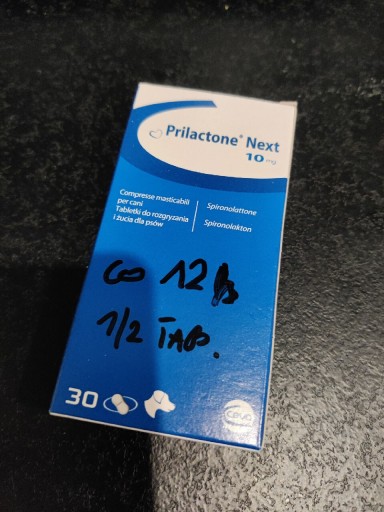 Prilactone® Next
10 mg
Compresse masticabili
per cani
Tabletki do rozgryzania
i żucia dla psów
Spironolattone
Spironolakton
co 12 h
1/2 TAB.
30
Ceva